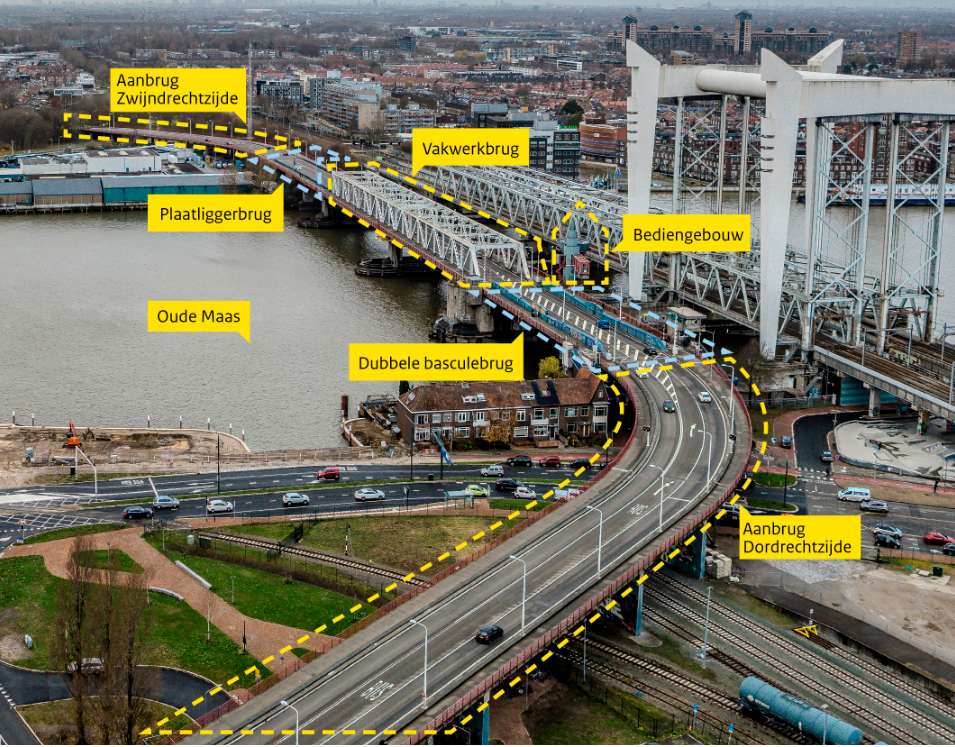 Aanbrug
Zwijndrechtzijde
Vakwerkbrug
Plaatliggerbrug
Bediengebouw
Oude Maas
Dubbele basculebrug
Aanbrug
Dordrechtzijde